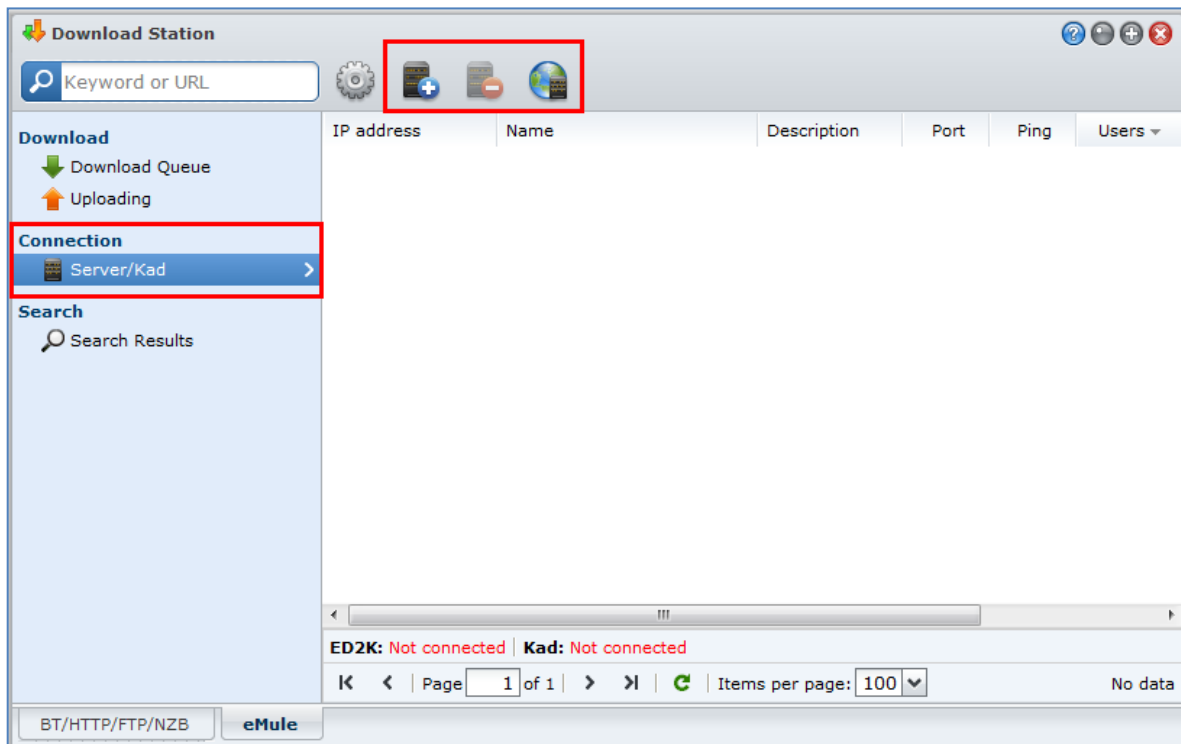 Download Station
Keyword or URL
Download
Download Queue
Uploading
Connection
Server/Kad
Search
Search Results
IP address Name Description Port Ping Users
ED2K: Not connected Kad: Not connected
Page 1 of 1 Items per page: 100 No data
BT/HTTP/FTP/NZB eMule